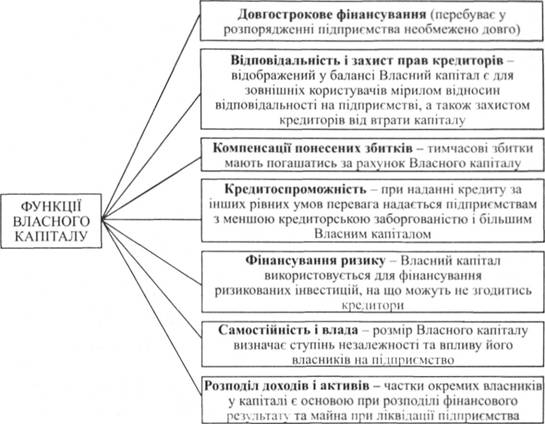 Довгострокове фінансування (перебуває у
розпорядженні підприємства необмежено довго)
Відповідальність і захист прав кредиторів –
відображений у балансі Власний капітал є для
зовнішніх користувачів мірилом відносин
відповідальності на підприємстві, а також захистом
кредиторів від втрати капіталу
Компенсації понесених збитків – тимчасові збитки
мають погашатись за рахунок Власного капіталу
ФУНКЦІЇ
ВЛАСНОГО
КАПІТАЛУ
Кредитоспроможність – при наданні кредиту за
інших рівних умов перевага надається підприємствам
з меншою кредиторською заборгованістю і більшим
Власним капіталом
Фінансування ризику – Власний капітал
використовується для фінансування
ризикованих інвестицій, на що можуть не згодитись
кредитори
Самостійність і влада – розмір Власного капіталу
визначає ступінь незалежності та впливу його
власників на підприємство
Розподіл доходів і активів – частки окремих власників
у капіталі є основою при розподілі фінансового
результату та майна при ліквідації підприємства